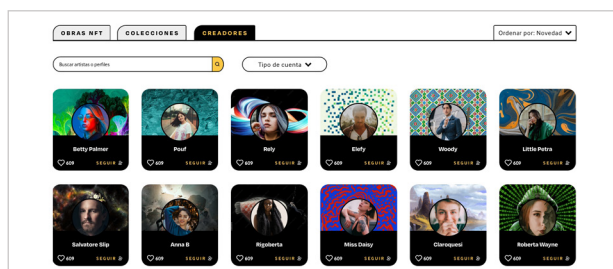 OBRAS NFT COLECCIONES CREADORES Ordenar por: Novedad
Buscar artistas o perfiles Tipo de cuenta
Betty Palmer Pouf Rely Elefy Woody Little Petra
609 SEGUIR 609 SEGUIR 609 SEGUIR 609 SEGUIR 609 SEGUIR 609 SEGUIR
Salvatore Slip Anna B Rigoberta Miss Daisy Claroquesi Roberta Wayne
609 SEGUIR 609 SEGUIR 609 SEGUIR 609 SEGUIR 609 SEGUIR 609 SEGUIR